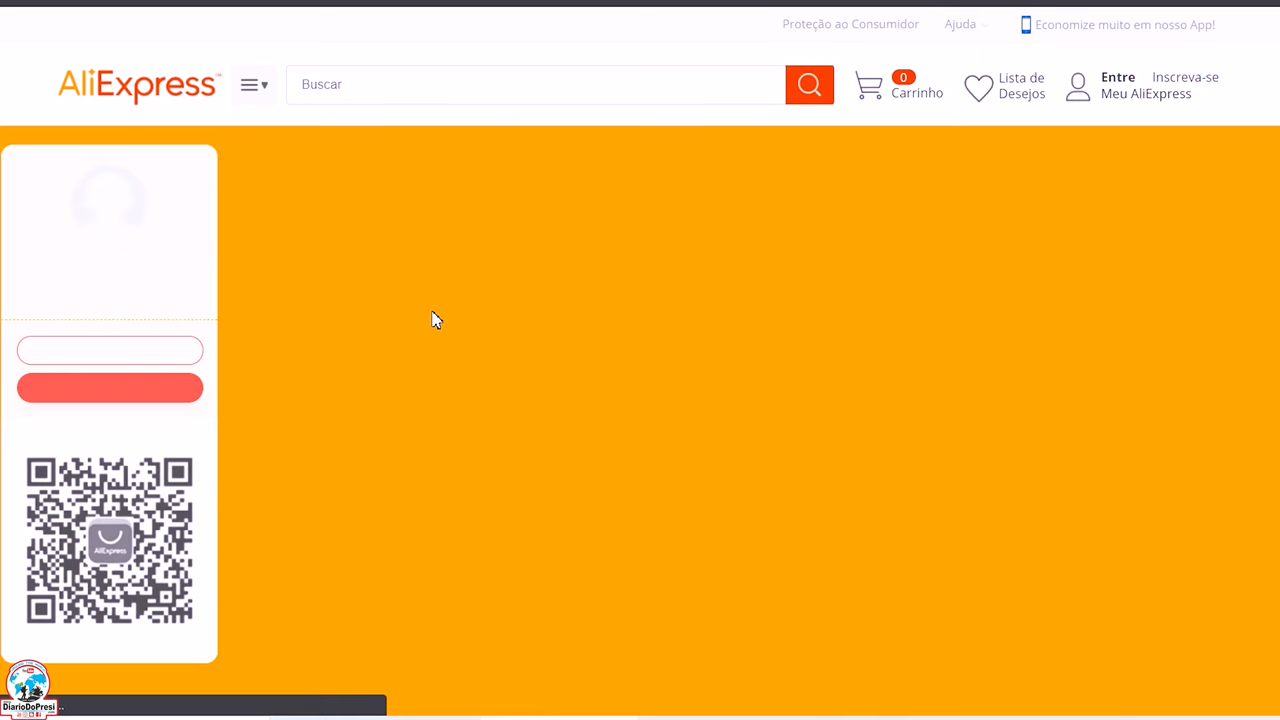 Proteção ao Consumidor
Ajuda
Economize muito em nosso App!
AliExpress™
Buscar
0
Carrinho
Lista de
Desejos
Entre
Inscreva-se
Meu AliExpress
AliExpress
DiarioDoPresi